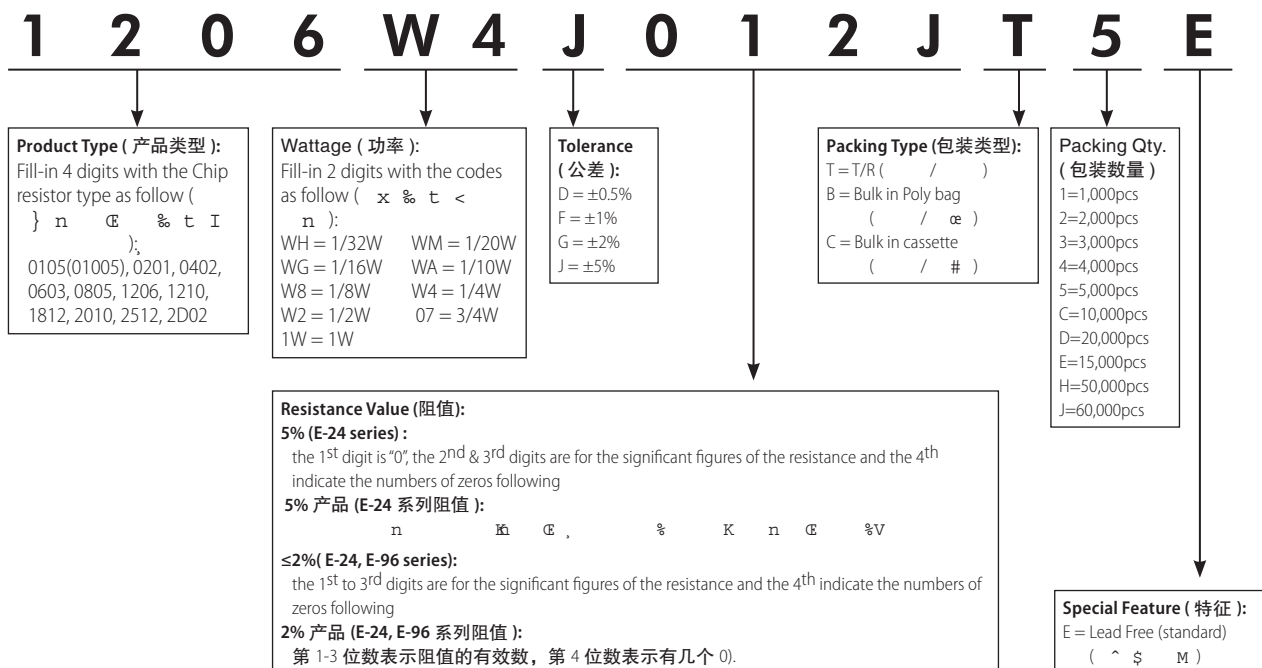 1 2 0 6 W 4 J 0 1 2 J T 5 E
Product Type ( 产品类型 ):
Fill-in 4 digits with the Chip
resistor type as follow (
} n Œ ‰ t I
):
0105(01005), 0201, 0402,
0603, 0805, 1206, 1210,
1812, 2010, 2512, 2D02
Wattage ( 功率 ):
Fill-in 2 digits with the codes
as follow ( x ‰ t <
n ):
WH = 1/32W WM = 1/20W
WG = 1/16W WA = 1/10W
W8 = 1/8W W4 = 1/4W
W2 = 1/2W 07 = 3/4W
1W = 1W
Tolerance
( 公差 ):
D = ±0.5%
F = ±1%
G = ±2%
J = ±5%
Packing Type (包装类型):
T = T/R ( / )
B = Bulk in Poly bag
( / œ )
C = Bulk in cassette
( / # )
Packing Qty.
( 包装数量 )
1=1,000pcs
2=2,000pcs
3=3,000pcs
4=4,000pcs
5=5,000pcs
C=10,000pcs
D=20,000pcs
E=15,000pcs
H=50,000pcs
J=60,000pcs
Resistance Value (阻值):
5% (E-24 series) :
the 1st digit is "0", the 2nd & 3rd digits are for the significant figures of the resistance and the 4th
indicate the numbers of zeros following
5% 产品 (E-24 系列阻值 ):
n Œ ¸ % K n Œ %V
≤2%( E-24, E-96 series):
the 1st to 3rd digits are for the significant figures of the resistance and the 4th indicate the numbers of
zeros following
2% 产品 (E-24, E-96 系列阻值 ):
第 1-3 位数表示阻值的有效数，第 4 位数表示有几个 0).
Special Feature ( 特征 ):
E = Lead Free (standard)
( ^ $ M )